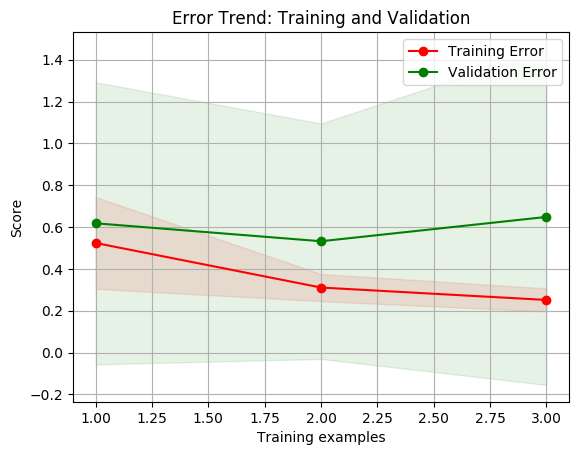 Error Trend: Training and Validation
Training Error
Validation Error
Score
1.4
1.2
1.0
0.8
0.6
0.4
0.2
0.0
−0.2
1.00 1.25 1.50 1.75 2.00 2.25 2.50 2.75 3.00
Training examples